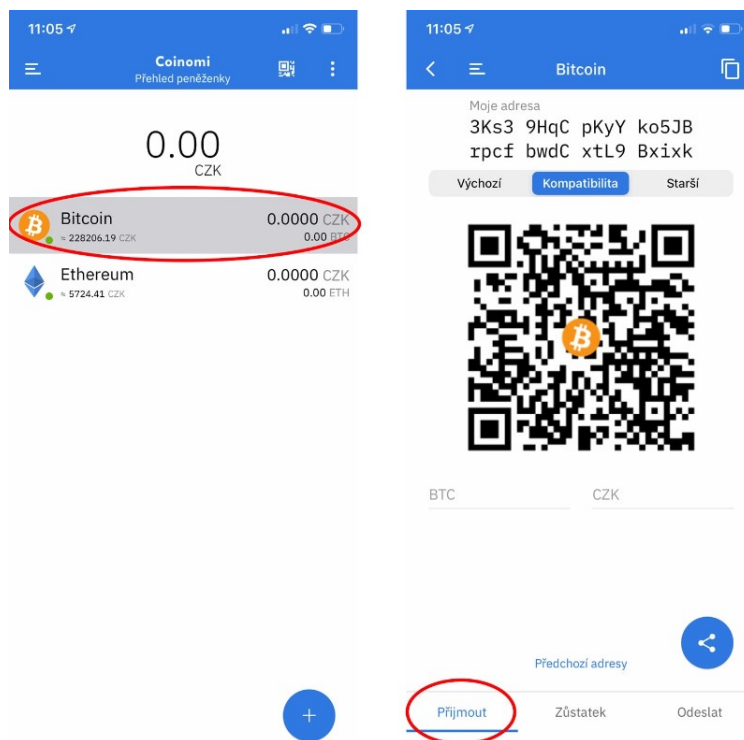 11:05
Coinomi
Přehled peněženky
0.00
CZK
Bitcoin
0.0000 CZK
≈ 228206.19 CZK
0.00 BTC
Ethereum
0.0000 CZK
≈ 5724.41 CZK
0.00 ETH
+
11:05
Bitcoin
Moje adresa
3Ks3 9HqC pKyY ko5JB
rpcf bwdC xtL9 Bxixk
Výchozí Kompatibilita Starší
BTC CZK
Předchozí adresy
Přijmout Zůstatek Odeslat